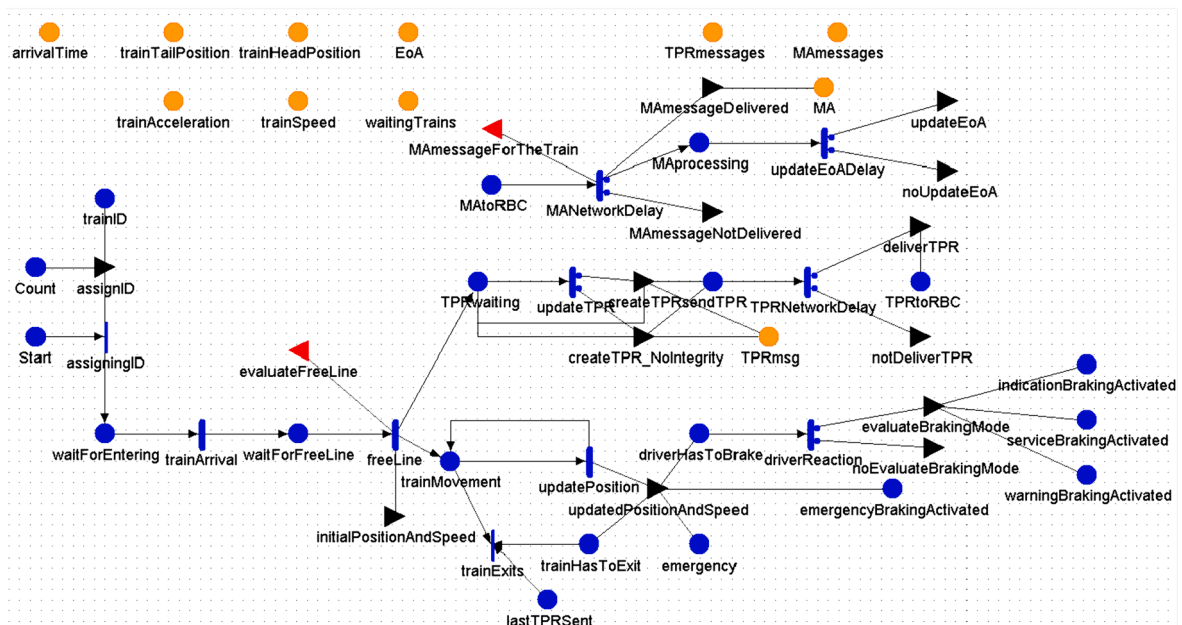 arrivalTime
trainTailPosition
trainHeadPosition
EoA
TPRmessages
MAmessages
trainAcceleration
trainSpeed
waitingTrains
MAmessageDelivered
MA
updateEoA
MAmessageForTheTrain
MAprocessing
updateEoADelay
noUpdateEoA
trainID
MAtoRBC
MANetworkDelay
MAmessageNotDelivered
deliverTPR
Count
assignID
TPRwaiting
updateTPR
createTPR
sendTPR
TPRNetworkDelay
TPRtoRBC
Start
assigningID
evaluateFreeLine
createTPR_NoIntegrity
TPRmsg
notDeliverTPR
indicationBrakingActivated
waitForEntering
trainArrival
waitForFreeLine
freeLine
trainMovement
updatePosition
driverHasToBrake
driverReaction
evaluateBrakingMode
serviceBrakingActivated
noEvaluateBrakingMode
warningBrakingActivated
initialPositionAndSpeed
updatedPositionAndSpeed
emergencyBrakingActivated
trainExits
trainHasToExit
emergency
lastTPRSent